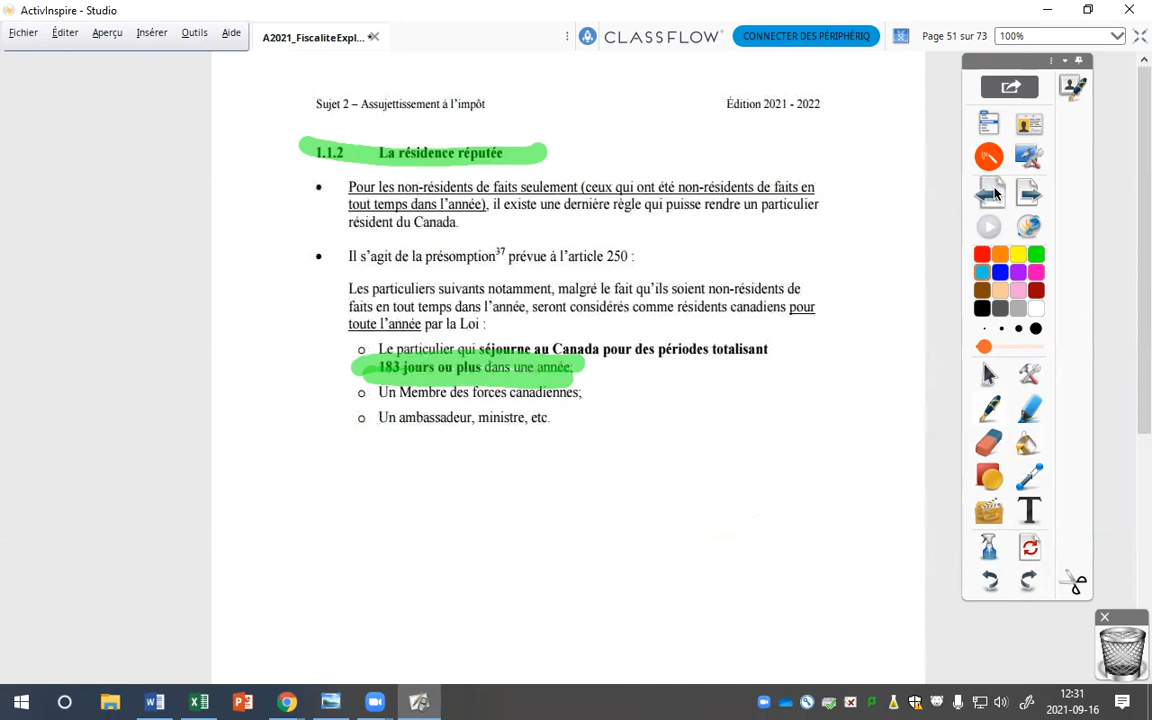 ActivInspire - Studio
Fichier Éditer Aperçu Insérer Outils Aide
A2021_FiscaliteExpl...
CLASSFLOW
CONNECTER DES PÉRIPHÉRIQ
Page 51 sur 73
100%
Sujet 2 – Assujettissement à l'impôt
Édition 2021 - 2022
1.1.2 La résidence réputée
• Pour les non-résidents de faits seulement (ceux qui ont été non-résidents de faits en
tout temps dans l'année), il existe une dernière règle qui puisse rendre un particulier
résident du Canada.
• Il s'agit de la présomption37 prévue à l'article 250 :
Les particuliers suivants notamment, malgré le fait qu'ils soient non-résidents de
faits en tout temps dans l'année, seront considérés comme résidents canadiens pour
toute l'année par la Loi :
o Le particulier qui séjourne au Canada pour des périodes totalisant
183 jours ou plus dans une année;
o Un Membre des forces canadiennes;
o Un ambassadeur, ministre, etc.
12:31
2021-09-16